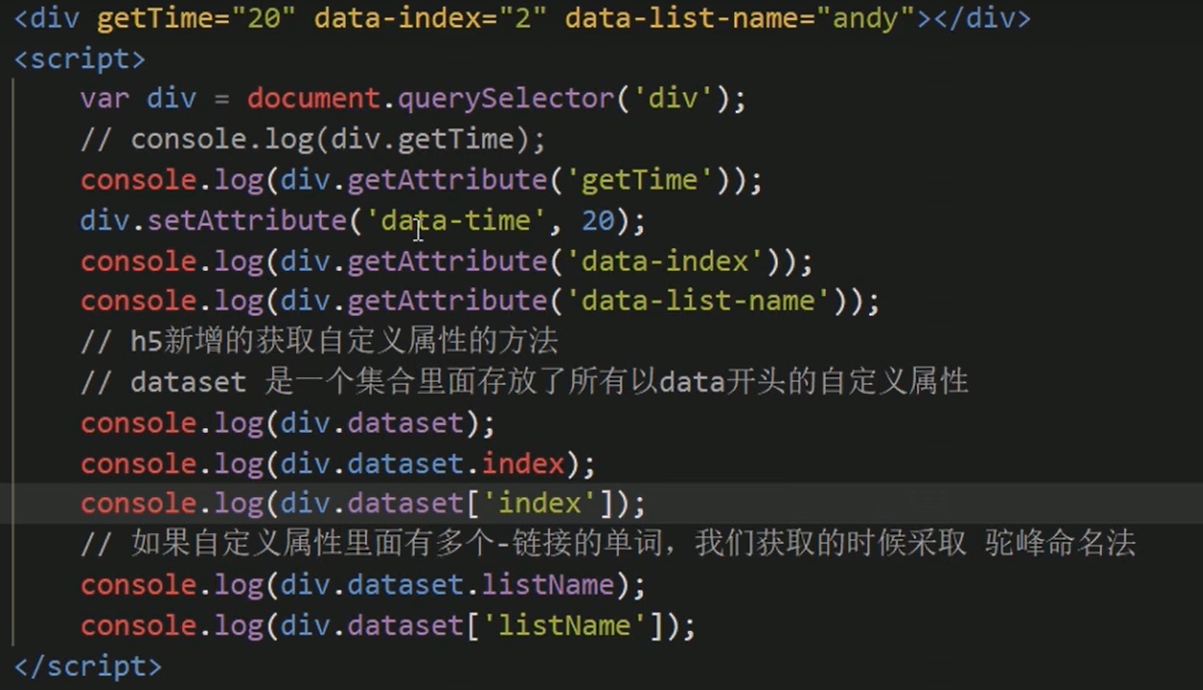 <div getTime="20" data-index="2" data-list-name="andy"></div>
<script>
var div = document.querySelector('div');
// console.log(div.getTime);
console.log(div.getAttribute('getTime'));
div.setAttribute('data-time', 20);
console.log(div.getAttribute('data-index'));
console.log(div.getAttribute('data-list-name'));
// h5新增的获取自定义属性的方法
// dataset 是一个集合里面存放了所有以data开头的自定义属性
console.log(div.dataset);
console.log(div.dataset.index);
console.log(div.dataset['index']);
// 如果自定义属性里面有多个-链接的单词，我们获取的时候采取 驼峰命名法
console.log(div.dataset.listName);
console.log(div.dataset['listName']);
</script>